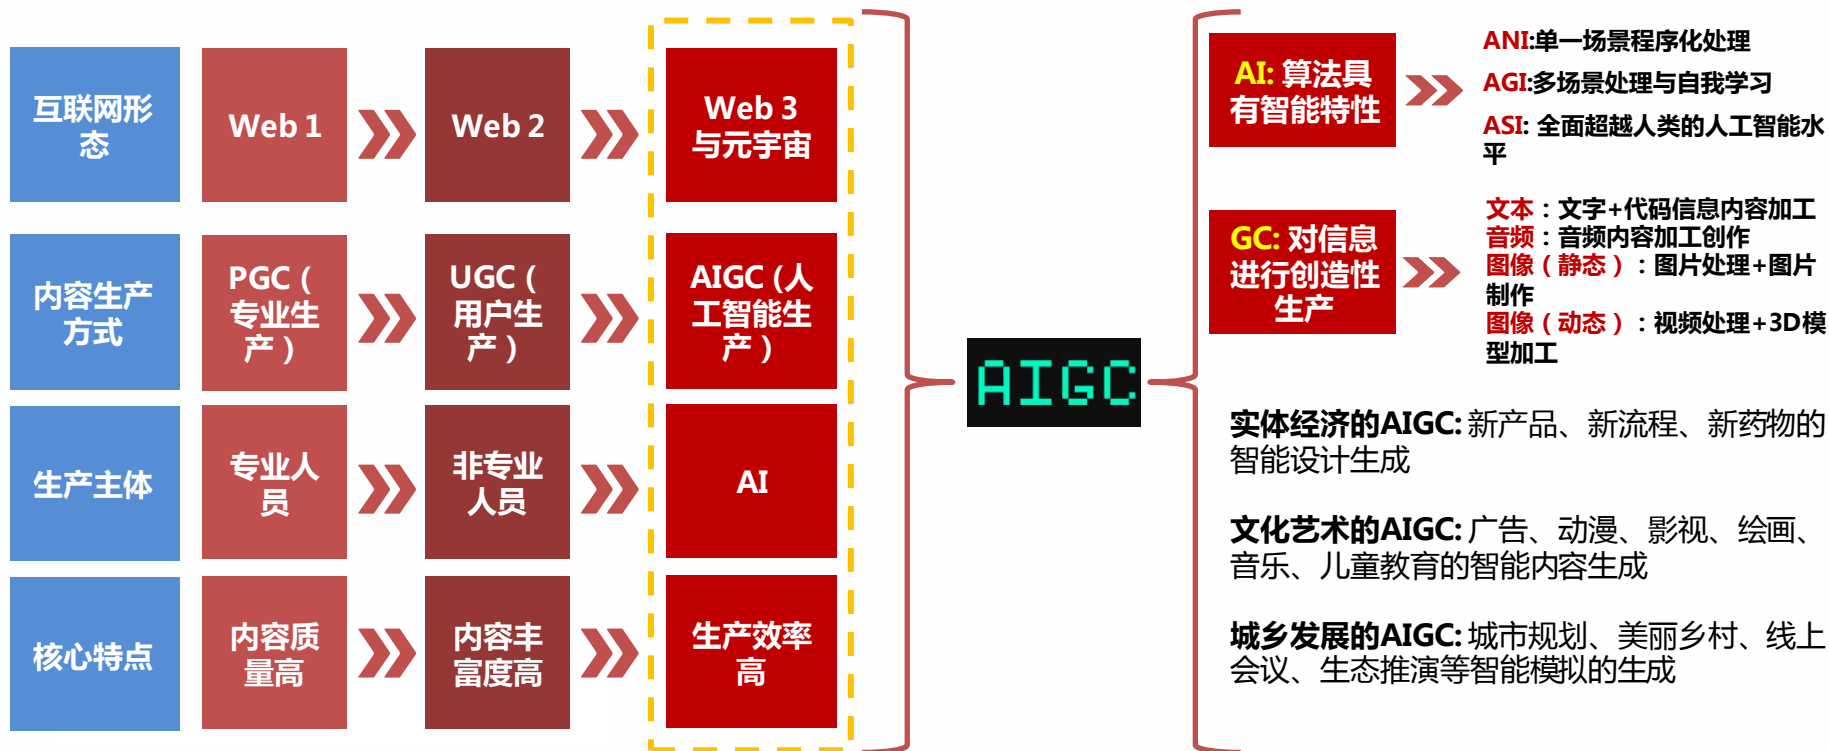 互联网形
态
Web 1
Web 2
Web 3
与元宇宙
内容生产
方式
PGC（
专业生
产）
UGC（
用户生
产）
AIGC（人
工智能生
产）
生产主体
专业人
员
非专业
人员
AI
核心特点
内容质
量高
内容丰
富度高
生产效率
高
AIGC
AI: 算法具
有智能特性
ANI:单一场景程序化处理
AGI:多场景处理与自我学习
ASI: 全面超越人类的人工智能水
平
GC: 对信息
进行创造性
生产
文本：文字+代码信息内容加工
音频：音频内容加工创作
图像（静态）：图片处理+图片
制作
图像（动态）：视频处理+3D模
型加工
实体经济的AIGC: 新产品、新流程、新药物的
智能设计生成
文化艺术的AIGC: 广告、动漫、影视、绘画、
音乐、儿童教育的智能内容生成
城乡发展的AIGC: 城市规划、美丽乡村、线上
会议、生态推演等智能模拟的生成